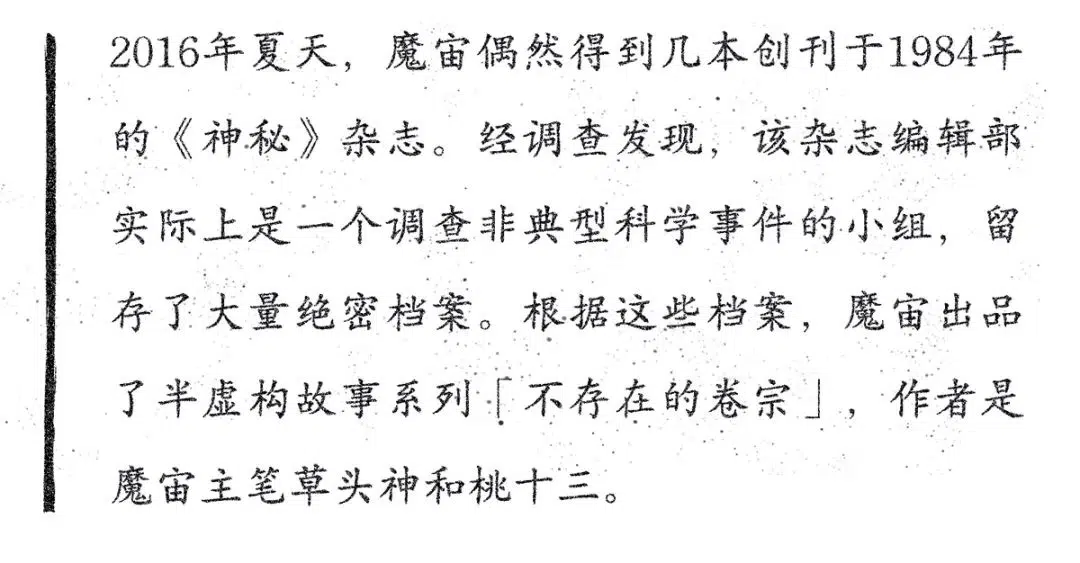 2016年夏天，魔宙偶然得到几本创刊于1984年
的《神秘》杂志。经调查发现，该杂志编辑部
实际上是一个调查非典型科学事件的小组，留
存了大量绝密档案。根据这些档案，魔宙出品
了半虚构故事系列「不存在的卷宗」，作者是
魔宙主笔草头神和桃十三。